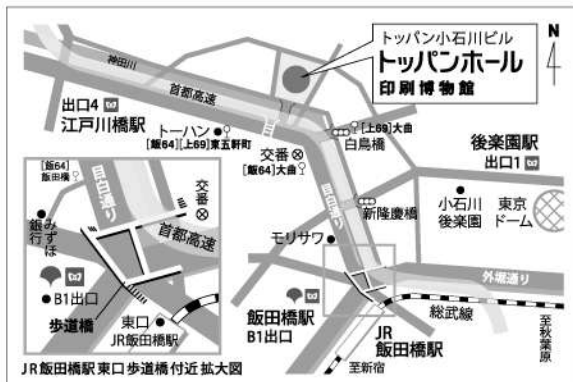 トッパン小石川ビル
トッパンホール
印刷博物館
N
神田川
首都高速
出口4
江戸川橋駅
トーハン
[飯64][上69]東五軒町
交番
[飯64]大曲
[上69]大曲
白鳥橋
後楽園駅
出口1
目白通り
新隆慶橋
小石川
後楽園
東京
ドーム
モリサワ
外堀通り
飯田橋駅
B1出口
JR
飯田橋駅
総武線
至秋葉原
至新宿
[飯64]
飯田橋
目白通り
交番
みずほ
銀行
首都高速
B1出口
歩道橋
東口
JR飯田橋駅
JR飯田橋駅東口歩道橋付近拡大図